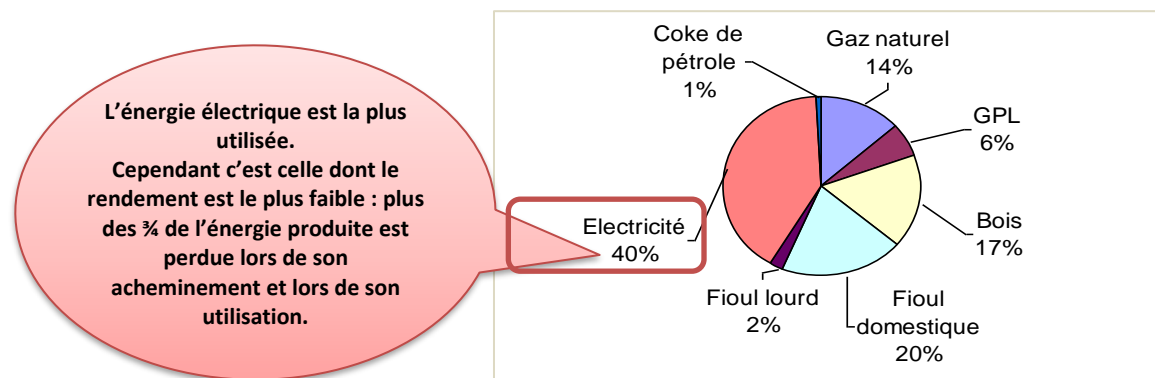 L’énergie électrique est la plus
utilisée.
Cependant c’est celle dont le
rendement est le plus faible : plus
des ¾ de l’énergie produite est
perdue lors de son
acheminement et lors de son
utilisation.
Coke de
pétrole
1%
Gaz naturel
14%
GPL
6%
Bois
17%
Fioul
domestique
20%
Fioul lourd
2%
Electricité
40%